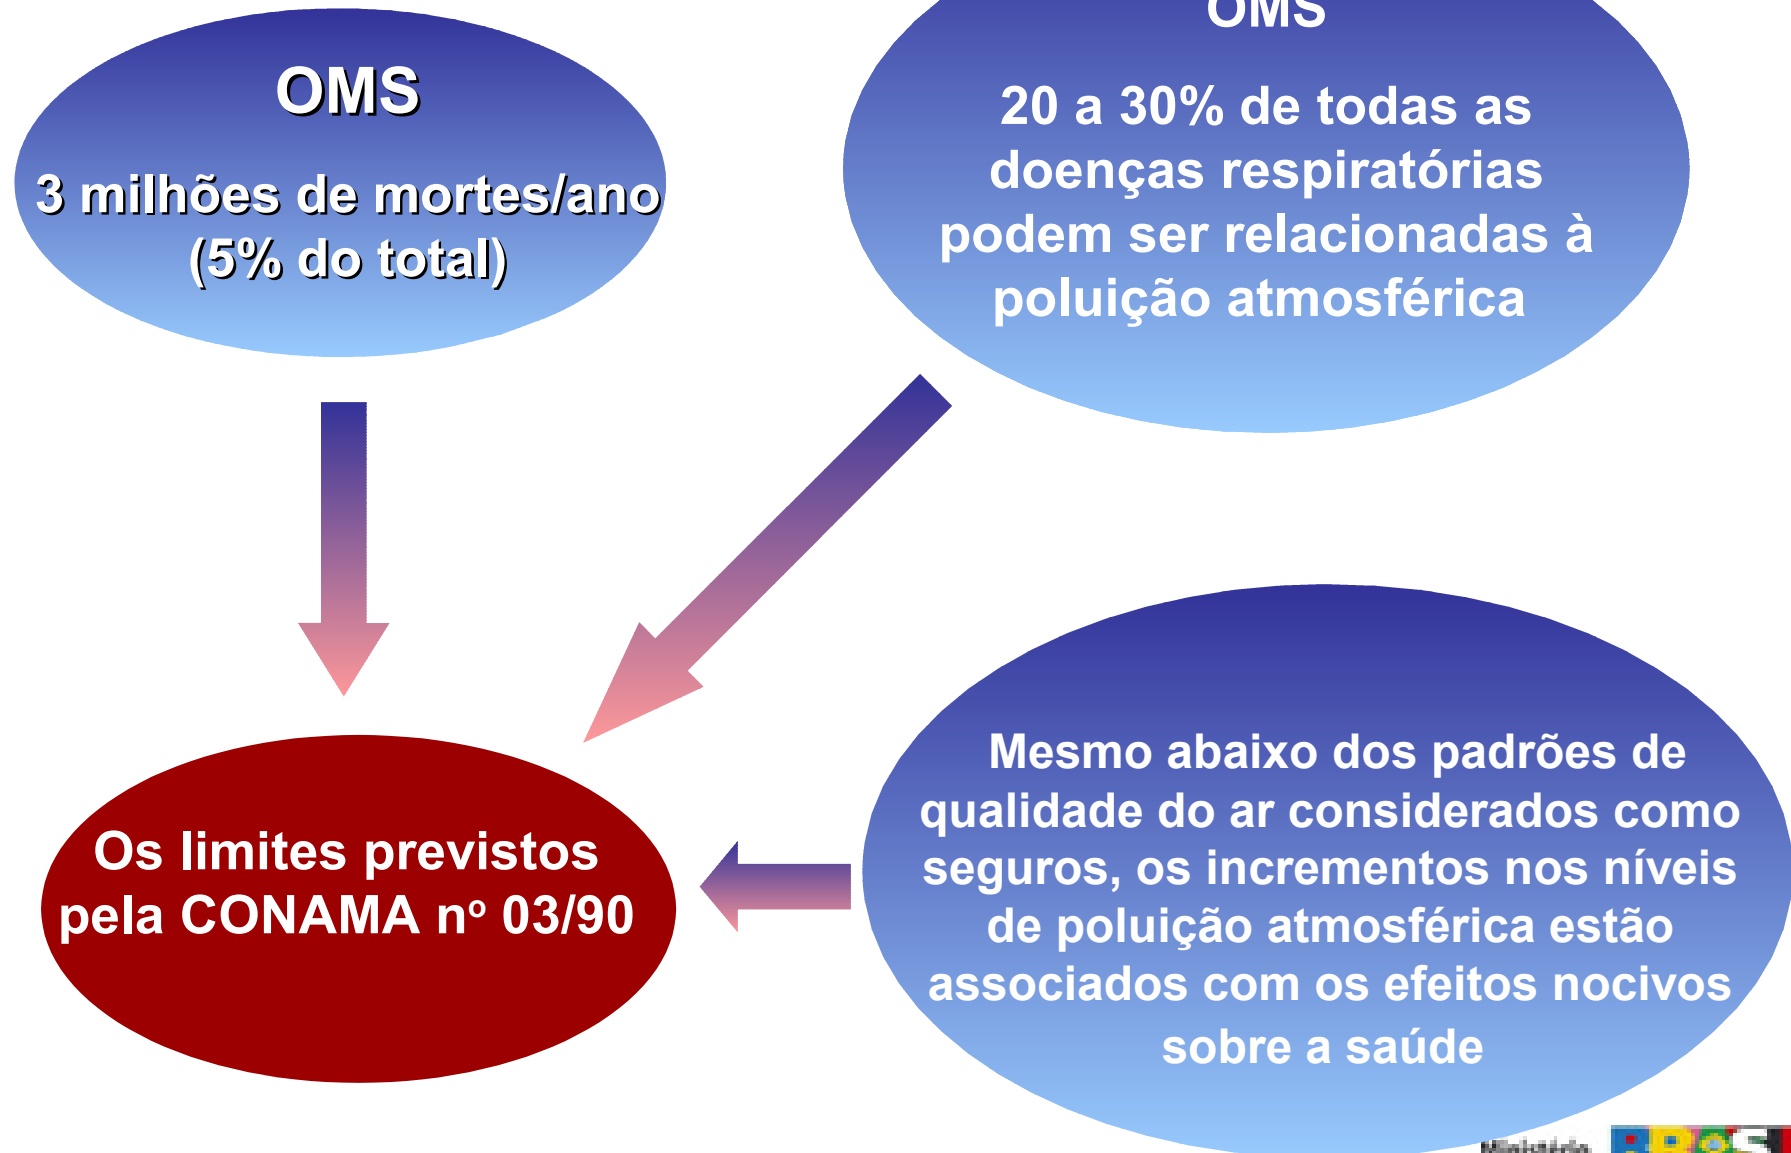 OMS
3 milhões de mortes/ano
(5% do total)
OMS
20 a 30% de todas as
doenças respiratórias
podem ser relacionadas à
poluição atmosférica
Os limites previstos
pela CONAMA nº 03/90
Mesmo abaixo dos padrões de
qualidade do ar considerados como
seguros, os incrementos nos níveis
de poluição atmosférica estão
associados com os efeitos nocivos
sobre a saúde
Ministério